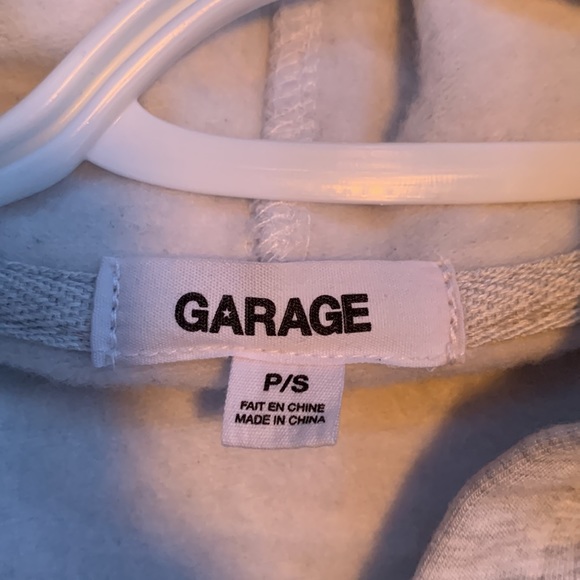 GARAGE
P/S
FAIT EN CHINE
MADE IN CHINA